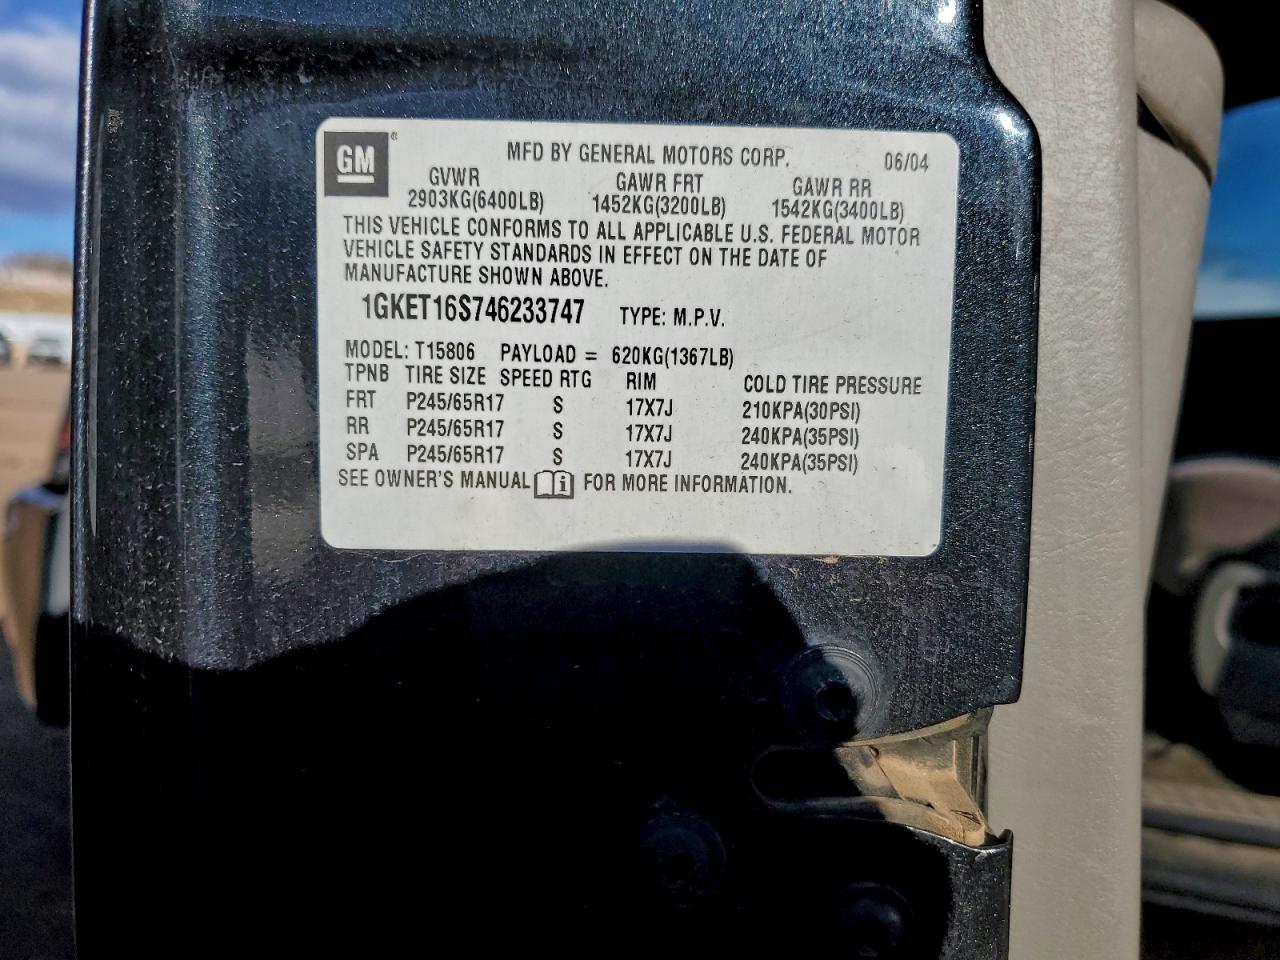 GM® MFD BY GENERAL MOTORS CORP. 06/04
GVWR GAWR FRT GAWR RR
2903KG(6400LB) 1452KG(3200LB) 1542KG(3400LB)
THIS VEHICLE CONFORMS TO ALL APPLICABLE U.S. FEDERAL MOTOR
VEHICLE SAFETY STANDARDS IN EFFECT ON THE DATE OF
MANUFACTURE SHOWN ABOVE.
1GKET16S746233747 TYPE: M.P.V.
MODEL: T15806 PAYLOAD = 620KG(1367LB)
TPNB TIRE SIZE SPEED RTG RIM COLD TIRE PRESSURE
FRT P245/65R17 S 17X7J 210KPA(30PSI)
RR P245/65R17 S 17X7J 240KPA(35PSI)
SPA P245/65R17 S 17X7J 240KPA(35PSI)
SEE OWNER'S MANUAL i FOR MORE INFORMATION.